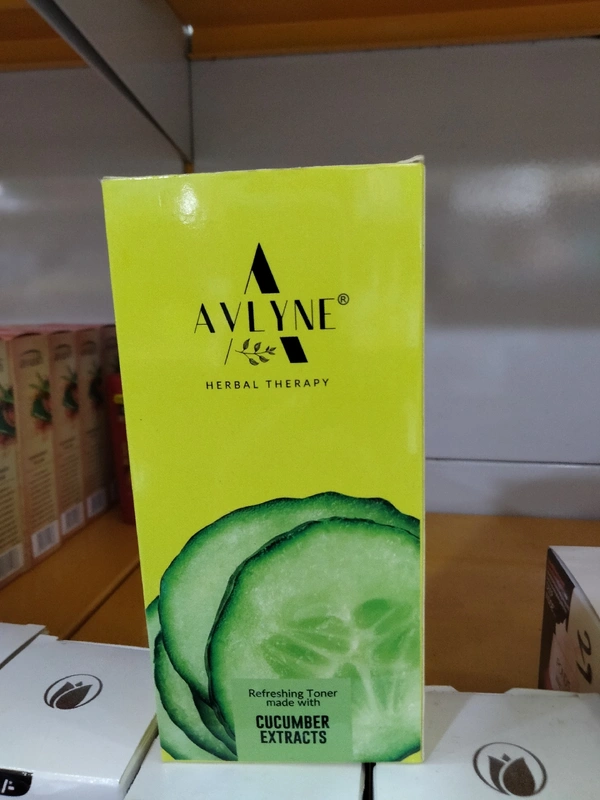 AVLYNE®
HERBAL THERAPY
Refreshing Toner
made with
CUCUMBER
EXTRACTS